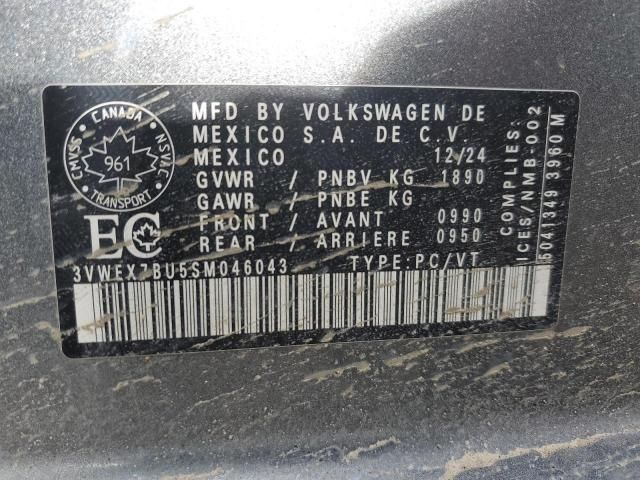 CANADA
CMVSS
NSVAC
961
TRANSPORT
EC
MFD BY VOLKSWAGEN DE
MEXICO S.A. DE C.V.
MEXICO 12/24
GVWR / PNBV KG 1890
GAWR / PNBE KG
FRONT / AVANT 0990
REAR / ARRIERE 0950
3VWEX7BU5SM046043 TYPE:PC/VT
COMPLIES:
ICES/NMB-002
5041349 3960 M